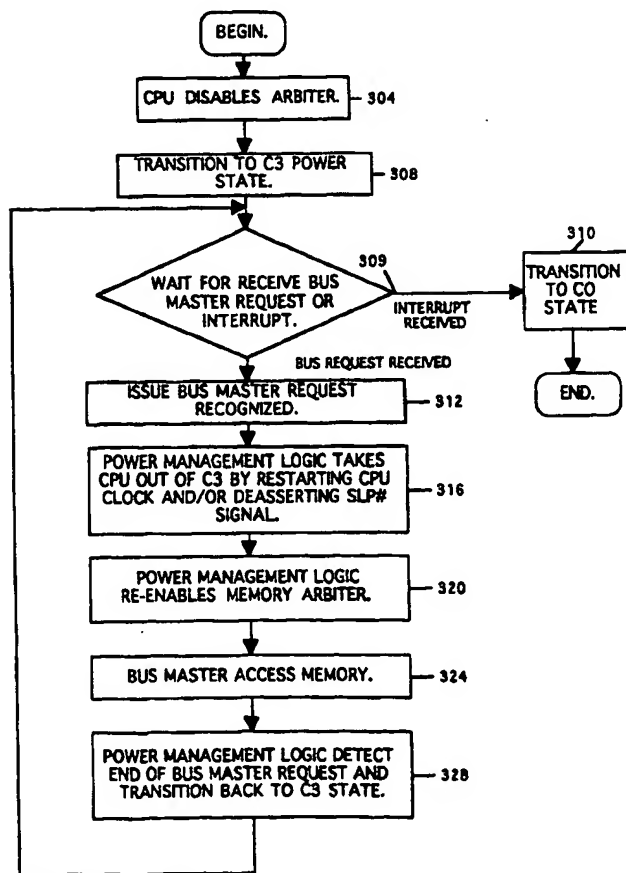 BEGIN.
CPU DISABLES ARBITER.
304
TRANSITION TO C3 POWER
STATE.
308
WAIT FOR RECEIVE BUS
MASTER REQUEST OR
INTERRUPT.
309
INTERRUPT
RECEIVED
310
TRANSITION
TO CO
STATE
END.
BUS REQUEST RECEIVED
ISSUE BUS MASTER REQUEST
RECOGNIZED.
312
POWER MANAGEMENT LOGIC TAKES
CPU OUT OF C3 BY RESTARTING CPU
CLOCK AND/OR DEASSERTING SLP#
SIGNAL.
316
POWER MANAGEMENT LOGIC
RE-ENABLES MEMORY ARBITER.
320
BUS MASTER ACCESS MEMORY.
324
POWER MANAGEMENT LOGIC DETECT
END OF BUS MASTER REQUEST AND
TRANSITION BACK TO C3 STATE.
328